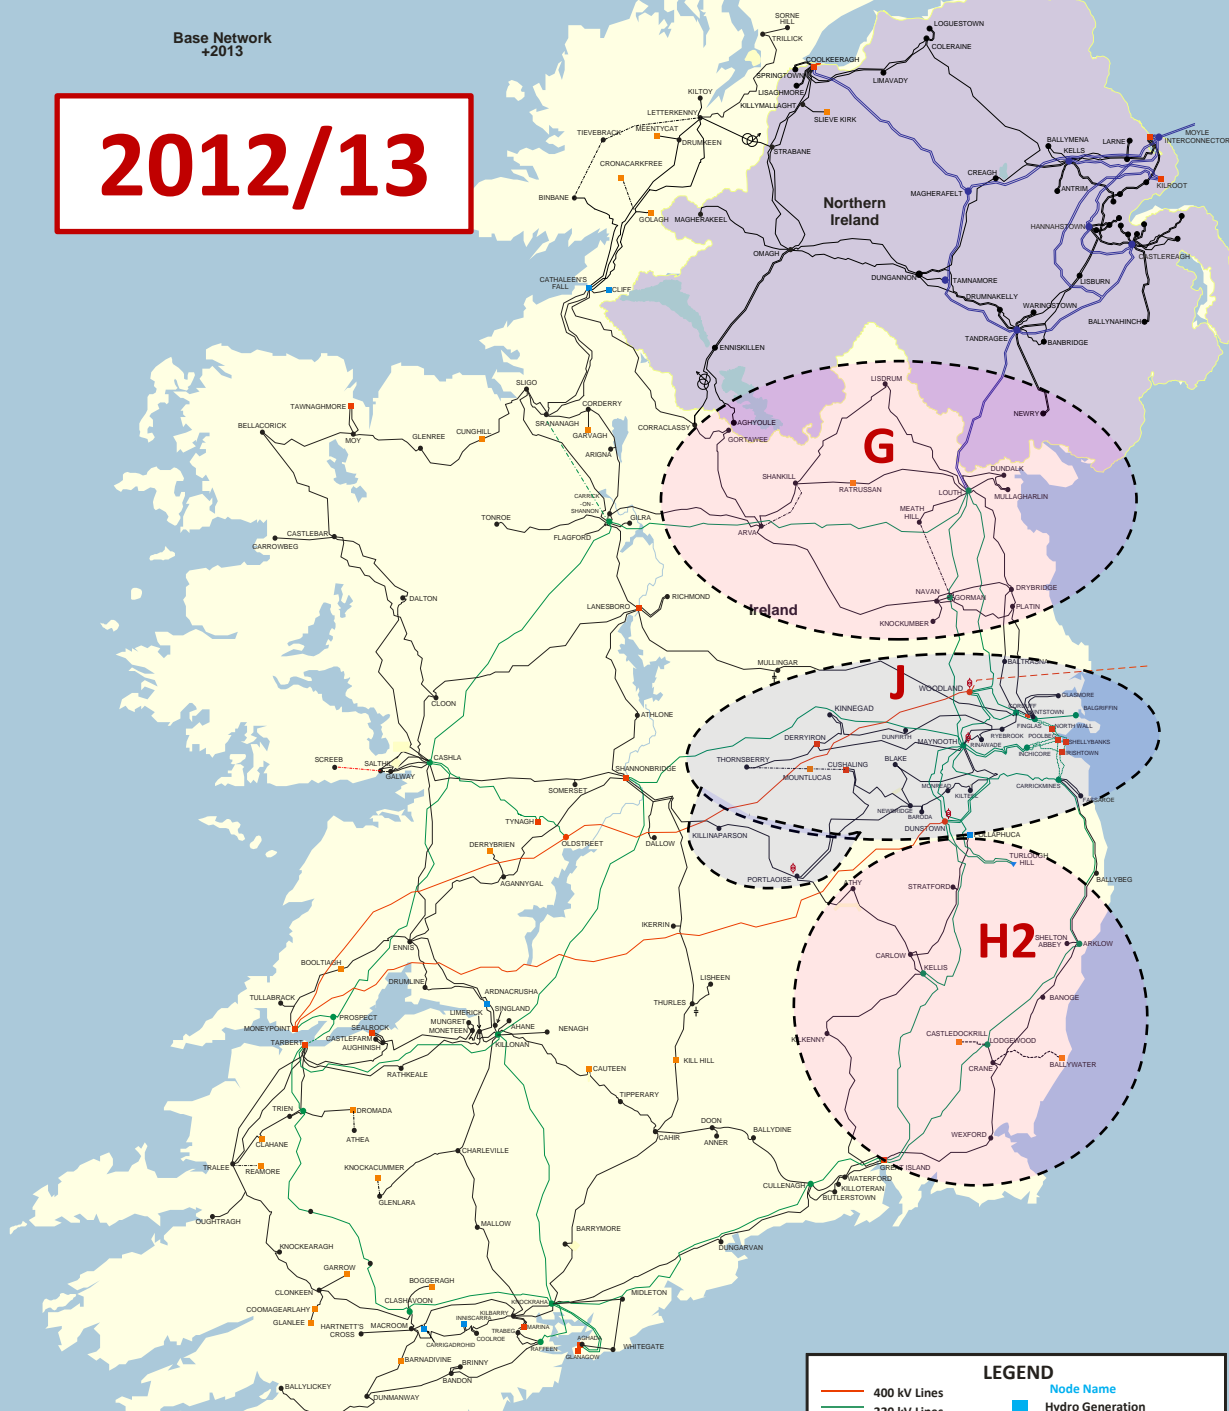 Base Network
+2013
2012/13
SORNE
HILL
TRILLICK
LOGUESTOWN
COLERAINE
COOLKEERAGH
SPRINGTOWN
LIMAVADY
LISAGHMORE
KILLYMALLAGHT
SLIEVE KIRK
KILTOY
LETTERKENNY
TIEVEBRACK
MEENTYCAT
DRUMKEEN
STRABANE
CRONACARKFREE
BINBANE
GOLAGH
MAGHERAKEEL
BALLYMENA
LARNE
MOYLE
INTERCONNECTOR
KELLS
CREAGH
ANTRIM
KILROOT
MAGHERAFELT
Northern
Ireland
HANNAHSTOWN
CASTLEREAGH
OMAGH
DUNGANNON
TAMNAMORE
LISBURN
CATHALEEN'S
FALL
CLIFF
DRUMNAKELLY
WARINGSTOWN
BALLYNAHINCH
TANDRAGEE
BANBRIDGE
ENNISKILLEN
NEWRY
LISDRUM
SLIGO
TAWNAGHMORE
BELLACORICK
MOY
GLENREE
CUNGHILL
CORDERRY
SRANANAGH
GARVAGH
ARIGNA
CORRACLASSY
AGHYOULE
GORTAWEE
G
SHANKILL
RATRUSSAN
DUNDALK
LOUTH
MULLAGHARLIN
MEATH
HILL
CARRICK
-ON-
SHANNON
TONROE
GILRA
FLAGFORD
ARVA
CASTLEBAR
CARROWBEG
DALTON
LANESBORO
RICHMOND
Ireland
NAVAN
GORMAN
DRYBRIDGE
PLATIN
KNOCKUMBER
MULLINGAR
BALTRASNA
J
WOODLAND
GLASMORE
CLOON
ATHLONE
KINNEGAD
CORDUFF
HUNTSTOWN
BALGRIFFIN
FINGLAS
NORTH WALL
DERRYIRON
DUNFIRTH
MAYNOOTH
RYEBROOK
POOLBEG
SHELLYBANKS
RINAWADE
INCHICORE
IRISHTOWN
CASHLA
SCREEB
SALTHILL
GALWAY
SHANNONBRIDGE
SOMERSET
THORNSBERRY
MOUNTLUCAS
CUSHALING
BLAKE
MONREAD
KILTEEL
CARRICKMINES
FASSAROE
NEWBRIDGE
BARODA
DUNSTOWN
TYNAGH
OLDSTREET
DALLOW
KILLINAPARSON
POLLAPHUCA
TURLOUGH
HILL
DERRYBRIEN
AGANNYGAL
PORTLAOISE
ATHY
STRATFORD
BALLYBEG
IKERRIN
H2
SHELTON
ABBEY
ARKLOW
ENNIS
BOOLTIAGH
DRUMLINE
CARLOW
KELLIS
TULLABRACK
ARDNACRUSHA
LISHEEN
BANOGE
MONEYPOINT
PROSPECT
LIMERICK
SINGLAND
THURLES
SEALROCK
MUNGRET
MONETEEN
AHANE
NENAGH
TARBERT
CASTLEFARM
AUGHINISH
KILLONAN
KILKENNY
CASTLEDOCKRILL
LODGEWOOD
RATHKEALE
CAUTEEN
KILL HILL
CRANE
BALLYWATER
TRIEN
DROMADA
TIPPERARY
ATHEA
CLAHANE
DOON
ANNER
BALLYDINE
CAHIR
WEXFORD
CHARLEVILLE
TRALEE
REAMORE
KNOCKACUMMER
GREAT ISLAND
WATERFORD
CULLENAGH
KILLOTERAN
BUTLERSTOWN
GLENLARA
OUGHTRAGH
MALLOW
BARRYMORE
KNOCKEARAGH
DUNGARVAN
GARROW
BOGGERAGH
CLONKEEN
CLASHAVOON
KNOCKRAHA
MIDLETON
COOMAGEARLAHY
GLANLEE
HARTNETT'S
CROSS
MACROOM
INNISCARRA
KILBARRY
TRABEG
MARINA
CARRIGADROHID
COOLROE
RAFFEEN
AGHADA
GLANAGOW
WHITEGATE
BARNADIVINE
BRINNY
BANDON
BALLYLICKEY
DUNMANWAY
LEGEND
400 kV Lines
Node Name
220 kV Lines
Hydro Generation